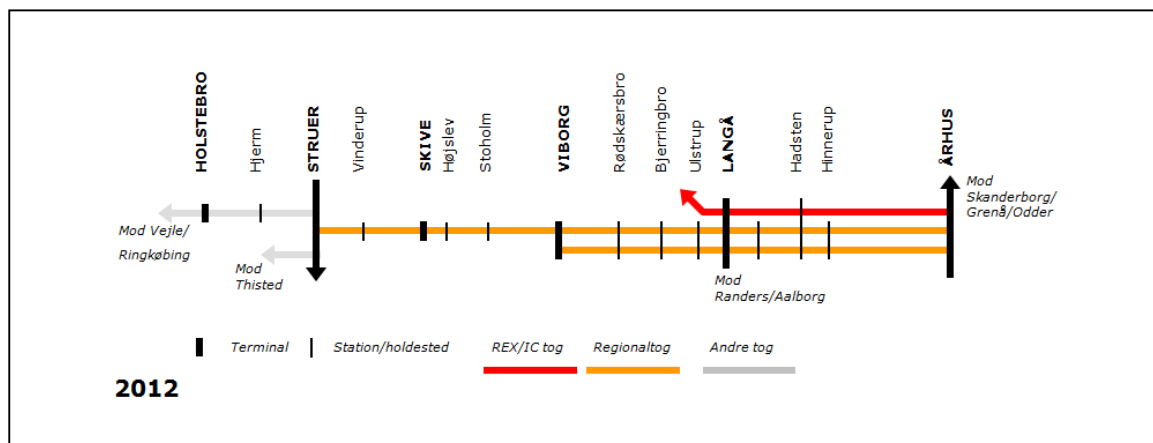 HOLSTEBRO
Hjerm
STRUER
Vinderup
SKIVE
Højslev
Stoholm
VIBORG
Rødskærsbro
Bjerringbro
Ulstrup
LANGÅ
Hadsten
Hinnerup
ÅRHUS
Mod
Skanderborg/
Grenå/Odder
Mod Vejle/
Ringkøbing
Mod
Thisted
Mod
Randers/Aalborg
Terminal
Station/holdested
REX/IC tog
Regionaltog
Andre tog
2012